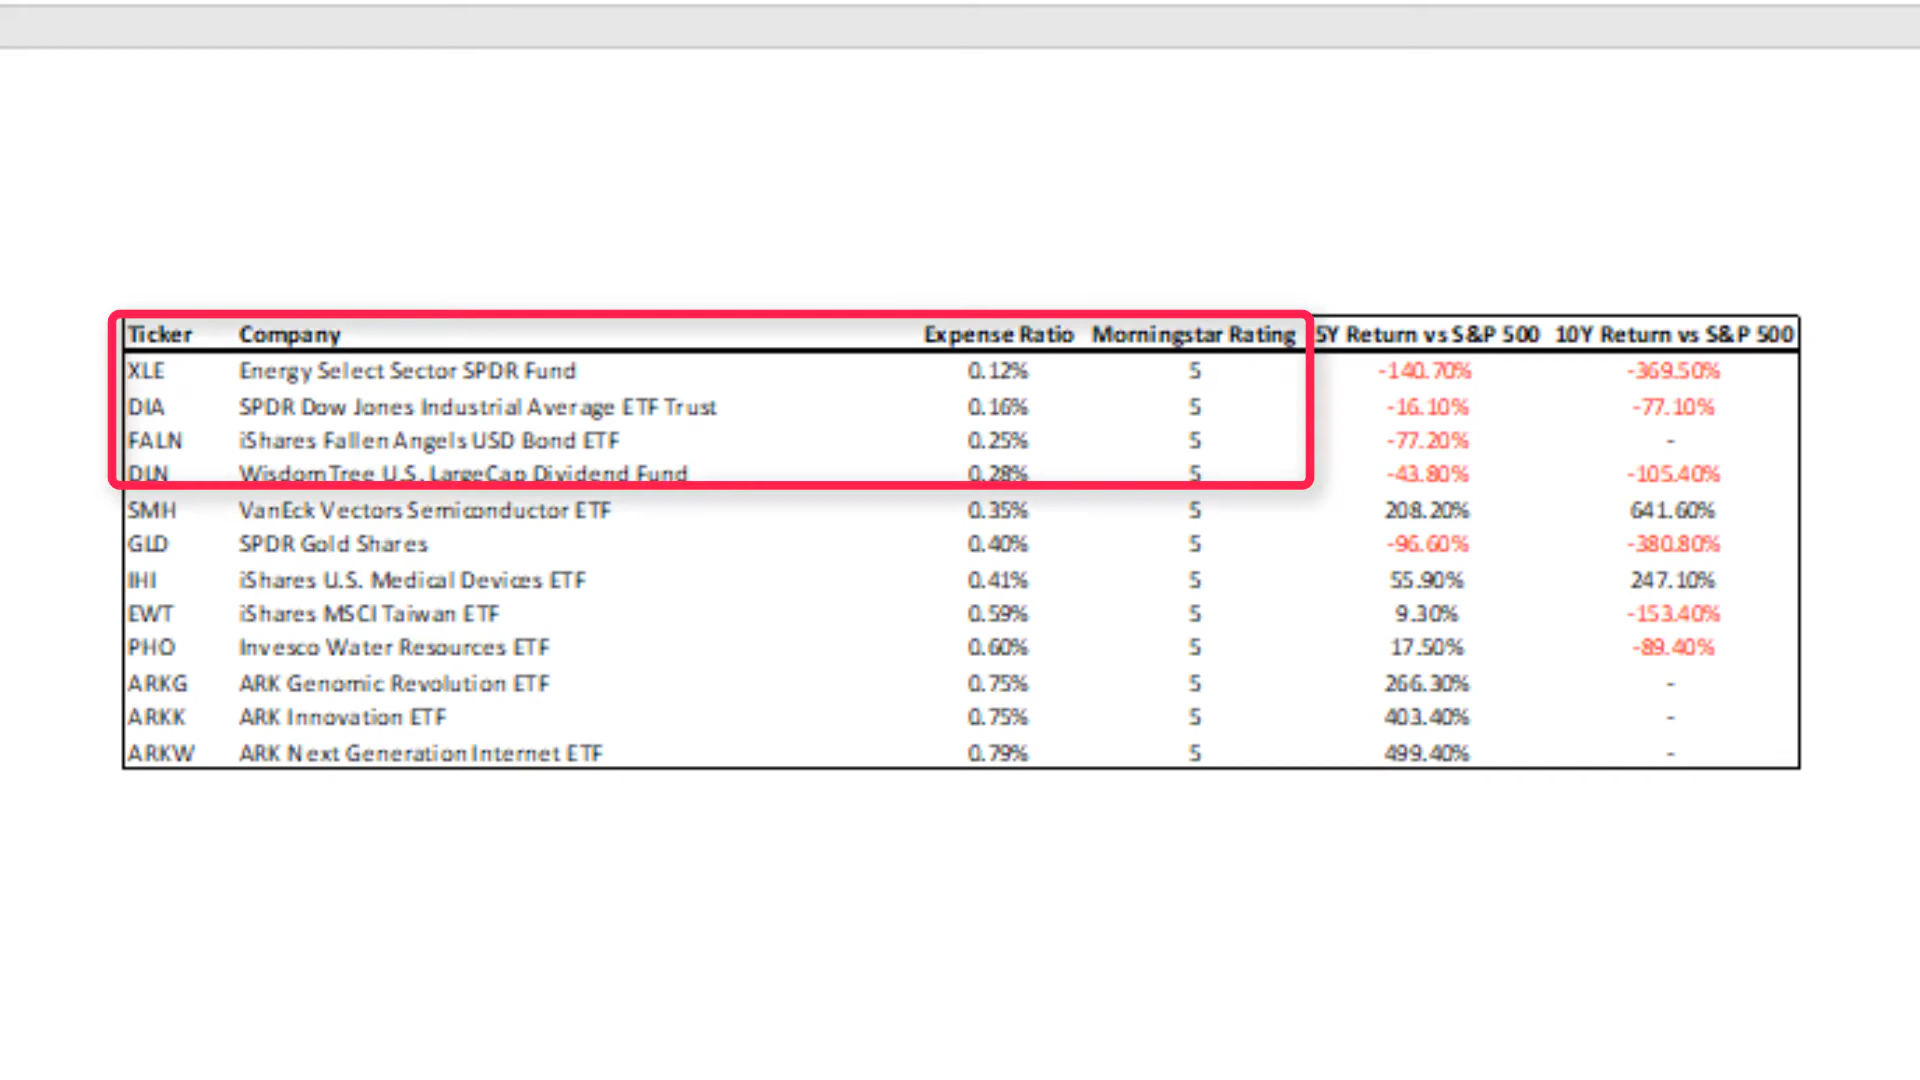 Ticker Company Expense Ratio Morningstar Rating 5Y Return vs S&P 500 10Y Return vs S&P 500
XLE Energy Select Sector SPDR Fund 0.12% 5 -140.70% -369.50%
DIA SPDR Dow Jones Industrial Average ETF Trust 0.16% 5 -16.10% -77.10%
FALN iShares Fallen Angels USD Bond ETF 0.25% 5 -77.20% -
DLN WisdomTree U.S. LargeCap Dividend Fund 0.28% 5 -43.80% -105.40%
SMH VanEck Vectors Semiconductor ETF 0.35% 5 208.20% 641.60%
GLD SPDR Gold Shares 0.40% 5 -96.60% -380.80%
IHI iShares U.S. Medical Devices ETF 0.41% 5 55.90% 247.10%
EWT iShares MSCI Taiwan ETF 0.59% 5 9.30% -153.40%
PHO Invesco Water Resources ETF 0.60% 5 17.50% -89.40%
ARKG ARK Genomic Revolution ETF 0.75% 5 266.30% -
ARKK ARK Innovation ETF 0.75% 5 403.40% -
ARKW ARK Next Generation Internet ETF 0.79% 5 499.40% -